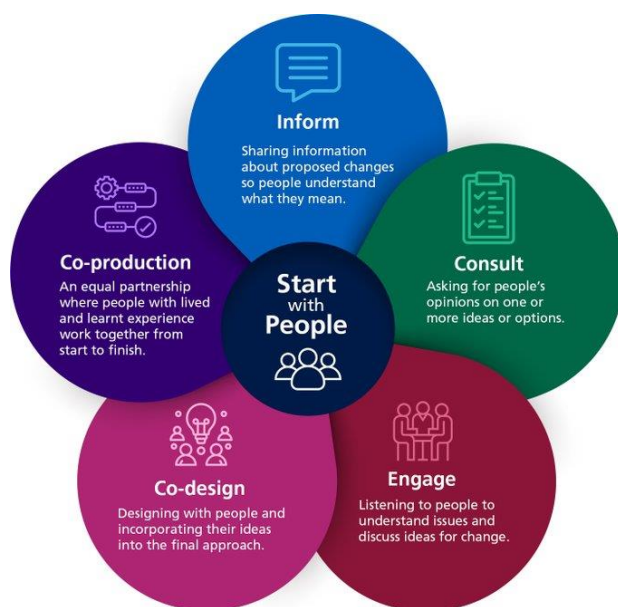 Inform
Sharing information
about proposed changes
so people understand
what they mean.
Consult
Asking for people's
opinions on one or
more ideas or options.
Engage
Listening to people to
understand issues and
discuss ideas for change.
Co-design
Designing with people and
incorporating their ideas
into the final approach.
Co-production
An equal partnership
where people with lived
and learnt experience
work together from
start to finish.
Start
with
People